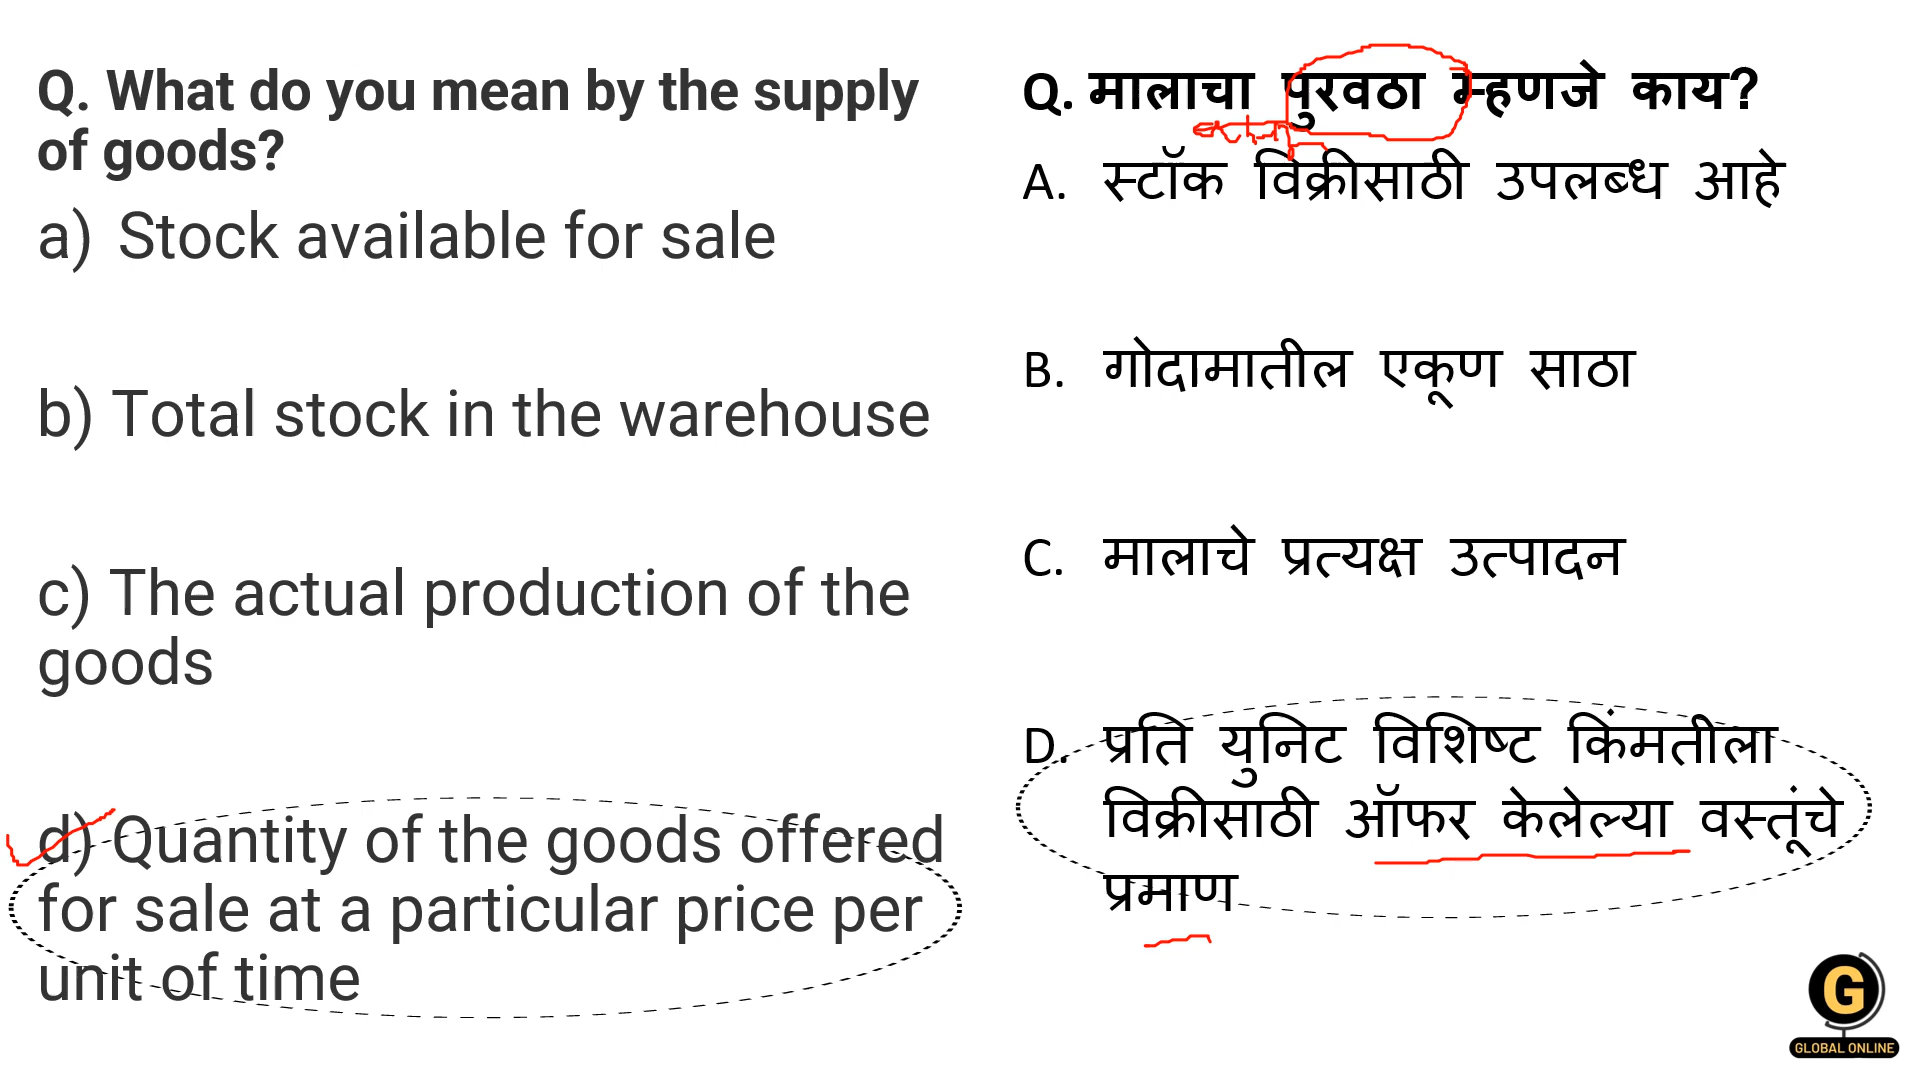 Q. What do you mean by the supply
of goods?
a) Stock available for sale
b) Total stock in the warehouse
c) The actual production of the
goods
d) Quantity of the goods offered
for sale at a particular price per
unit of time
Q. मालाचा पुरवठा म्हणजे काय?
A. स्टॉक विक्रीसाठी उपलब्ध आहे
B. गोदामातील एकूण साठा
C. मालाचे प्रत्यक्ष उत्पादन
D. प्रति युनिट विशिष्ट किंमतीला
विक्रीसाठी ऑफर केलेल्या वस्तूंचे
प्रमाण
G
GLOBAL ONLINE